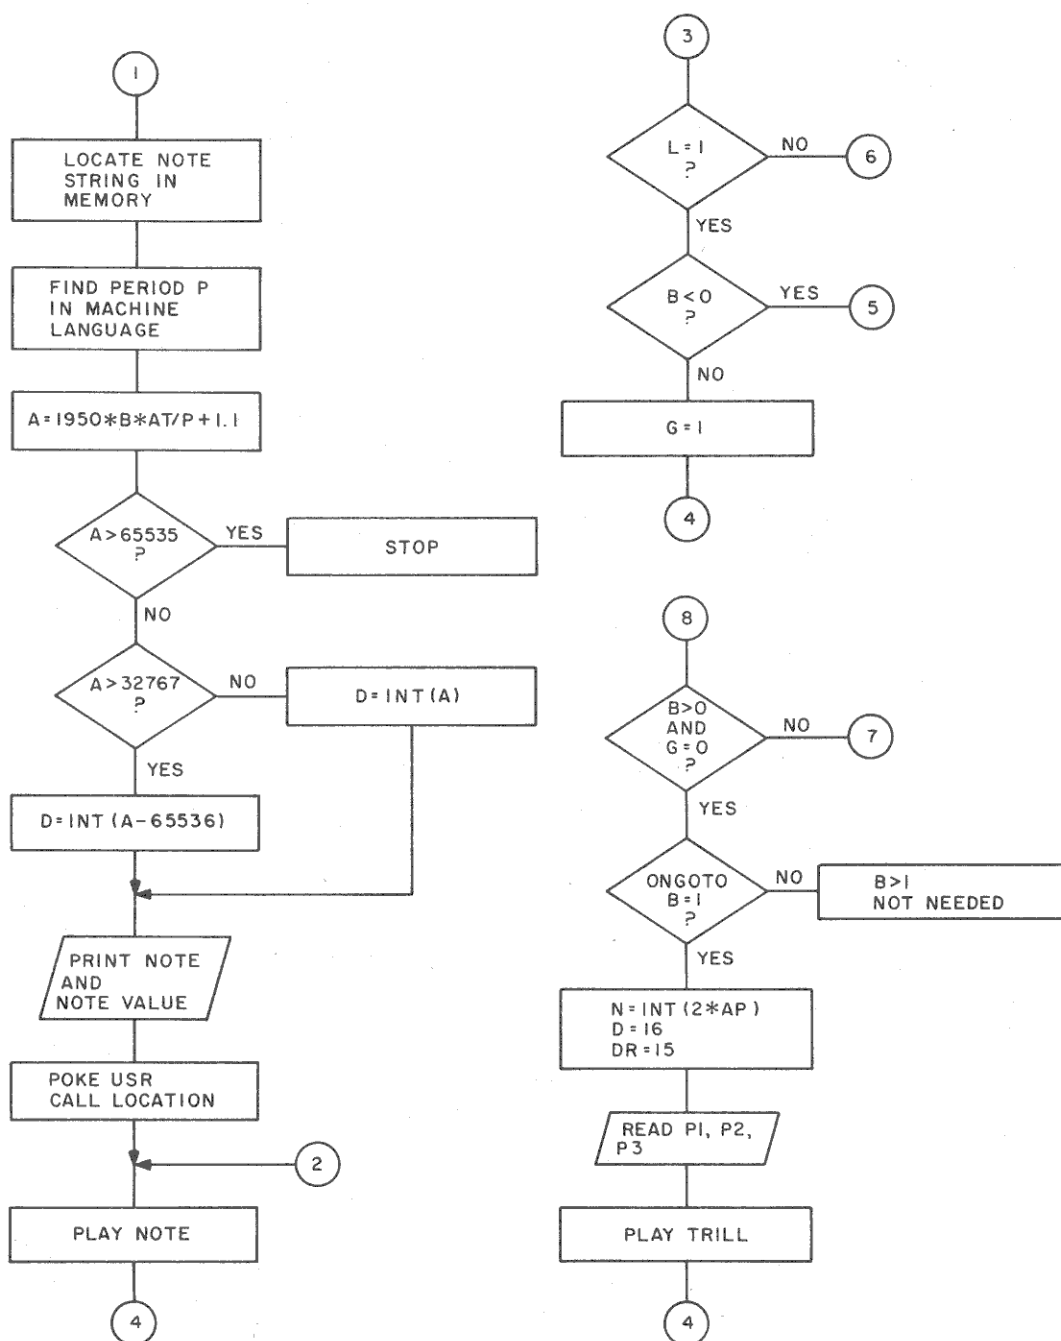 1
LOCATE NOTE
STRING IN
MEMORY
FIND PERIOD P
IN MACHINE
LANGUAGE
A=1950*B*AT/P+1.1
A>65535
?
YES
STOP
NO
A>32767
?
NO
D=INT(A)
YES
D=INT(A-65536)
PRINT NOTE
AND
NOTE VALUE
POKE USR
CALL LOCATION
2
PLAY NOTE
4
3
L=1
?
NO
6
YES
B<0
?
YES
5
NO
G=1
4
8
B>0
AND
G=0
?
NO
7
YES
ONGOTO
B=1
?
NO
B>1
NOT NEEDED
YES
N=INT(2*AP)
D=16
DR=15
READ P1, P2,
P3
PLAY TRILL
4